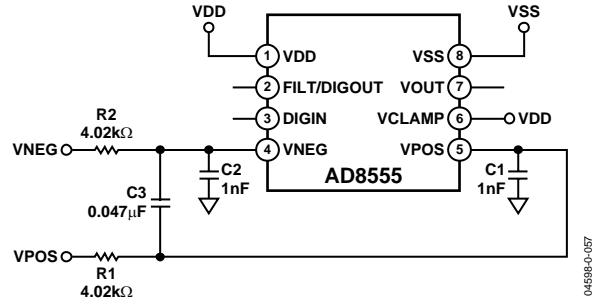 VDD
VSS
1 VDD
VSS 8
2 FILT/DIGOUT
VOUT 7
3 DIGIN
VCLAMP 6
VDD
4 VNEG
VPOS 5
AD8555
R2
4.02kΩ
VNEG
C2
1nF
C1
1nF
C3
0.047μF
VPOS
R1
4.02kΩ
04598-0-057